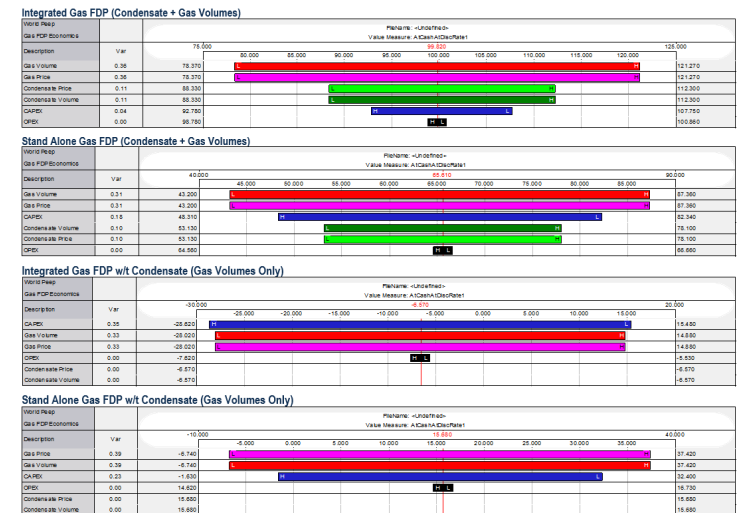 Integrated Gas FDP (Condensate + Gas Volumes)
World Peep
Gas FDP Economics
FileName: <Undefined>
Value Measure: AtCashAtDiscRate1
Description Var 75.000 99.820 125.000
80.000 85.000 90.000 95.000 100.000 105.000 110.000 115.000 120.000
Gas Volume 0.36 78.370 L H 121.270
Gas Price 0.36 78.370 L H 121.270
Condensate Price 0.11 88.330 L H 112.300
Condensate Volume 0.11 88.330 L H 112.300
CAPEX 0.04 92.780 H L 107.750
OPEX 0.00 98.780 H L 100.860
Stand Alone Gas FDP (Condensate + Gas Volumes)
World Peep
Gas FDP Economics
FileName: <Undefined>
Value Measure: AtCashAtDiscRate1
Description Var 40.000 65.610 90.000
45.000 50.000 55.000 60.000 65.000 70.000 75.000 80.000 85.000
Gas Volume 0.31 43.200 L H 87.360
Gas Price 0.31 43.200 L H 87.360
CAPEX 0.18 48.310 H L 82.340
Condensate Volume 0.10 53.130 L H 78.100
Condensate Price 0.10 53.130 L H 78.100
OPEX 0.00 64.560 H L 66.660
Integrated Gas FDP w/t Condensate (Gas Volumes Only)
World Peep
Gas FDP Economics
FileName: <Undefined>
Value Measure: AtCashAtDiscRate1
Description Var -30.000 -6.570 20.000
-25.000 -20.000 -15.000 -10.000 -5.000 0.000 5.000 10.000 15.000
CAPEX 0.35 -28.620 H L 15.480
Gas Volume 0.33 -28.020 L H 14.880
Gas Price 0.33 -28.020 L H 14.880
OPEX 0.00 -7.620 H L -5.530
Condensate Price 0.00 -6.570 -6.570
Condensate Volume 0.00 -6.570 -6.570
Stand Alone Gas FDP w/t Condensate (Gas Volumes Only)
World Peep
Gas FDP Economics
FileName: <Undefined>
Value Measure: AtCashAtDiscRate1
Description Var -10.000 15.680 40.000
-5.000 0.000 5.000 10.000 15.000 20.000 25.000 30.000 35.000
Gas Price 0.39 -6.740 L H 37.420
Gas Volume 0.39 -6.740 L H 37.420
CAPEX 0.23 -1.630 H L 32.400
OPEX 0.00 14.620 H L 16.730
Condensate Price 0.00 15.680 15.680
Condensate Volume 0.00 15.680 15.680